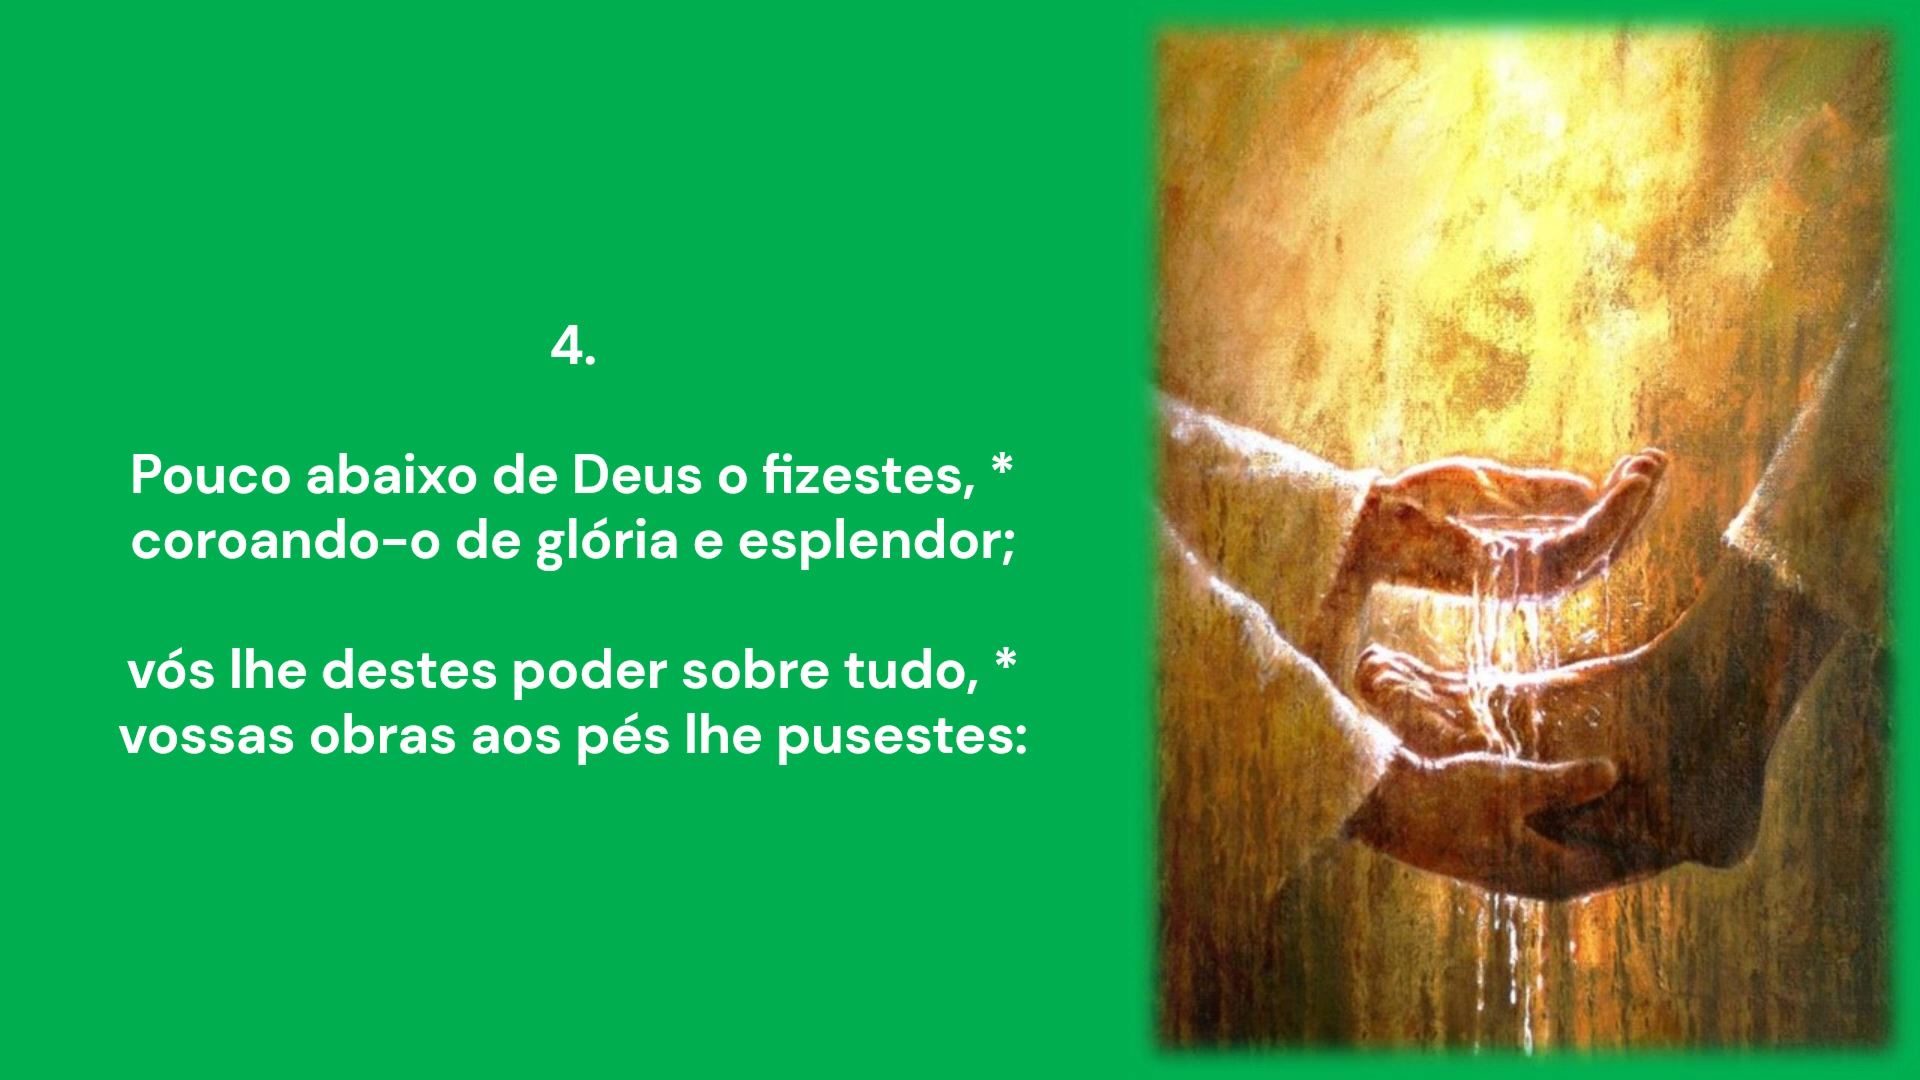 4.
Pouco abaixo de Deus o fizestes, *
coroando-o de glória e esplendor;
vós lhe destes poder sobre tudo, *
vossas obras aos pés lhe pusestes: